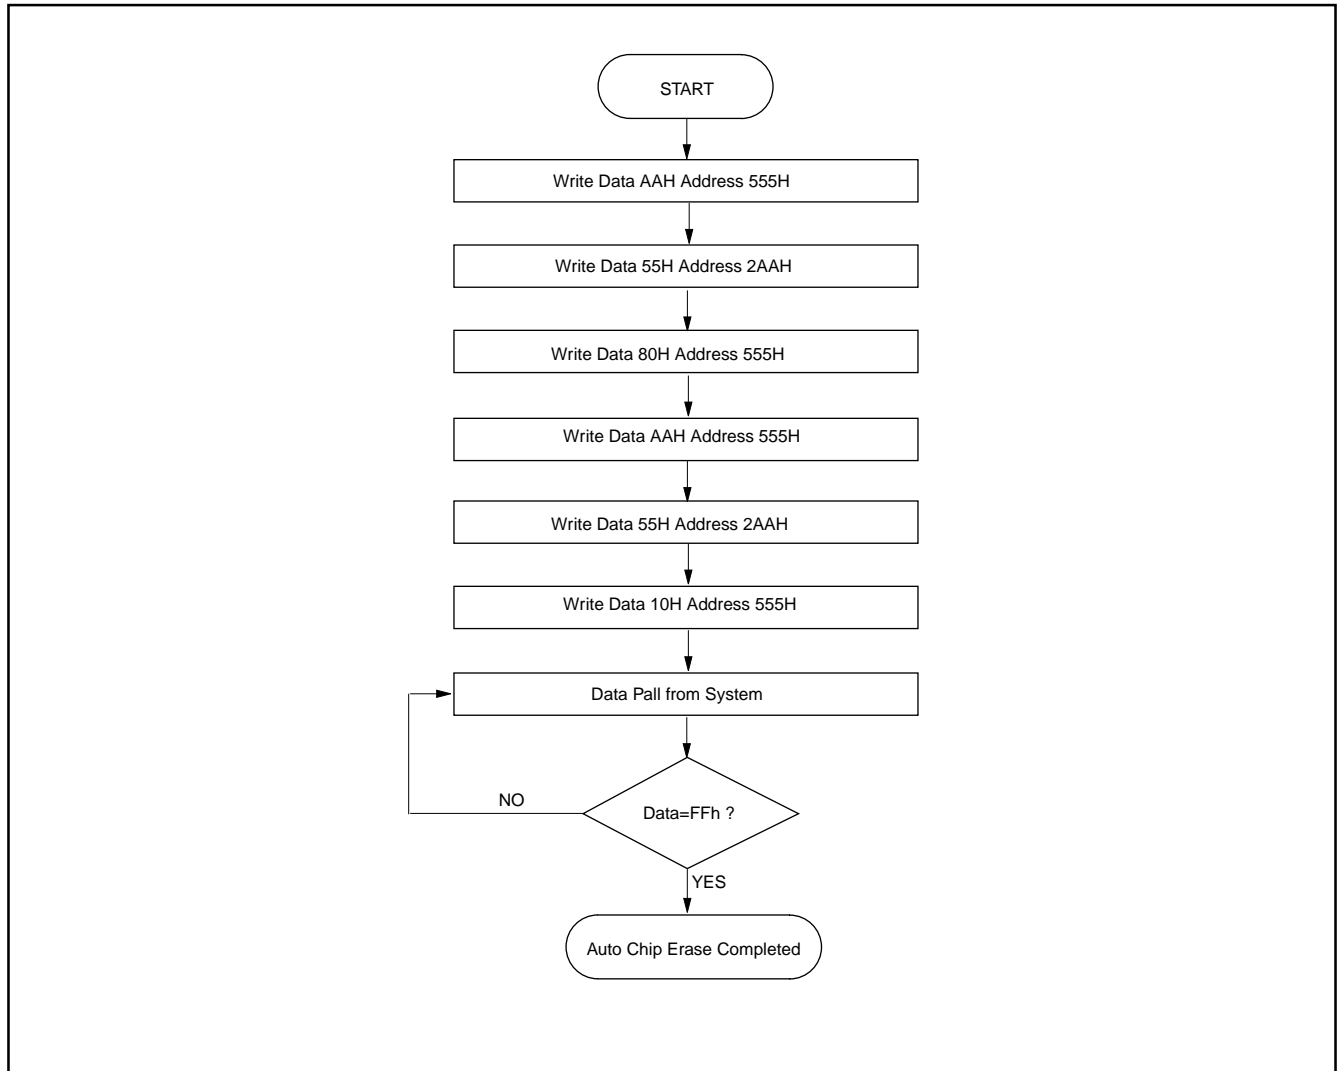 START
Write Data AAH Address 555H
Write Data 55H Address 2AAH
Write Data 80H Address 555H
Write Data AAH Address 555H
Write Data 55H Address 2AAH
Write Data 10H Address 555H
Data Pall from System
NO
Data=FFh ?
YES
Auto Chip Erase Completed